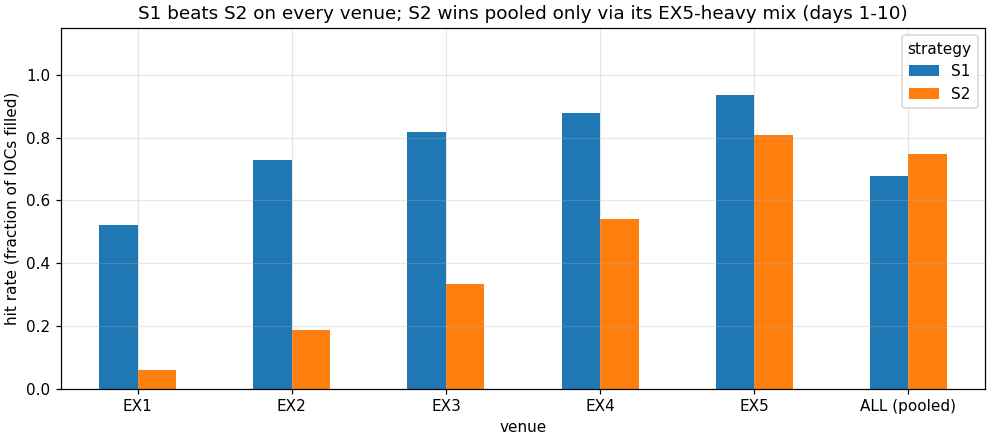 S1 beats S2 on every venue; S2 wins pooled only via its EX5-heavy mix (days 1-10)
strategy
S1
S2
hit rate (fraction of IOCs filled)
1.0
0.8
0.6
0.4
0.2
0.0
EX1 EX2 EX3 EX4 EX5 ALL (pooled)
venue